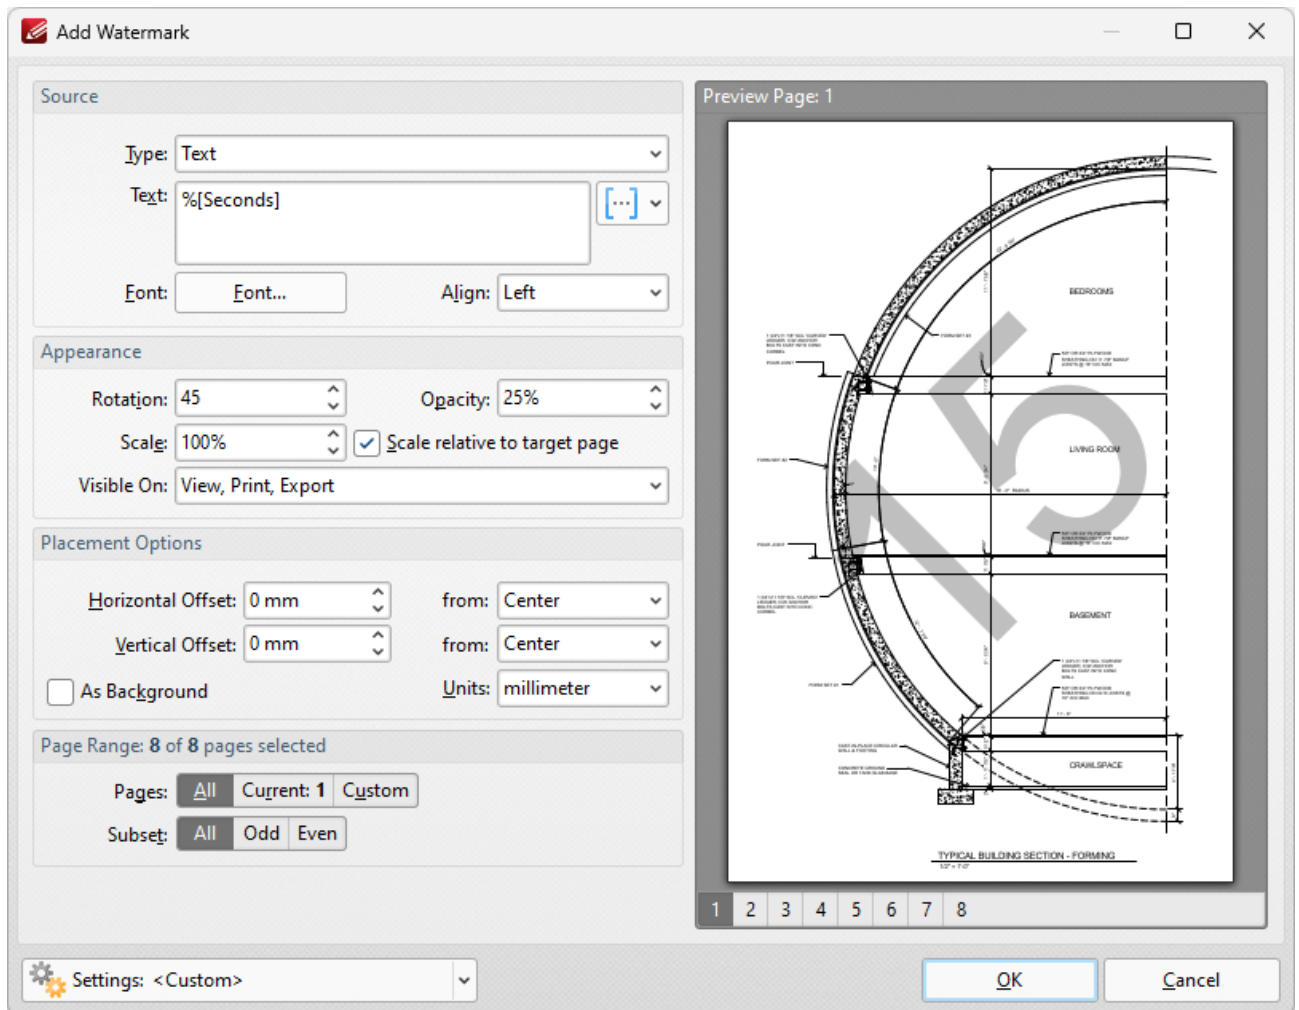 Add Watermark
Source
Type: Text
Text: %[Seconds]
Font: Font... Align: Left
Appearance
Rotation: 45 Opacity: 25%
Scale: 100% Scale relative to target page
Visible On: View, Print, Export
Placement Options
Horizontal Offset: 0 mm from: Center
Vertical Offset: 0 mm from: Center
As Background Units: millimeter
Page Range: 8 of 8 pages selected
Pages: All Current: 1 Custom
Subset: All Odd Even
Preview Page: 1
BEDROOMS
15
LIVING ROOM
BASEMENT
CRAWLSPACE
TYPICAL BUILDING SECTION - FORMING
1 2 3 4 5 6 7 8
Settings: <Custom>
OK Cancel